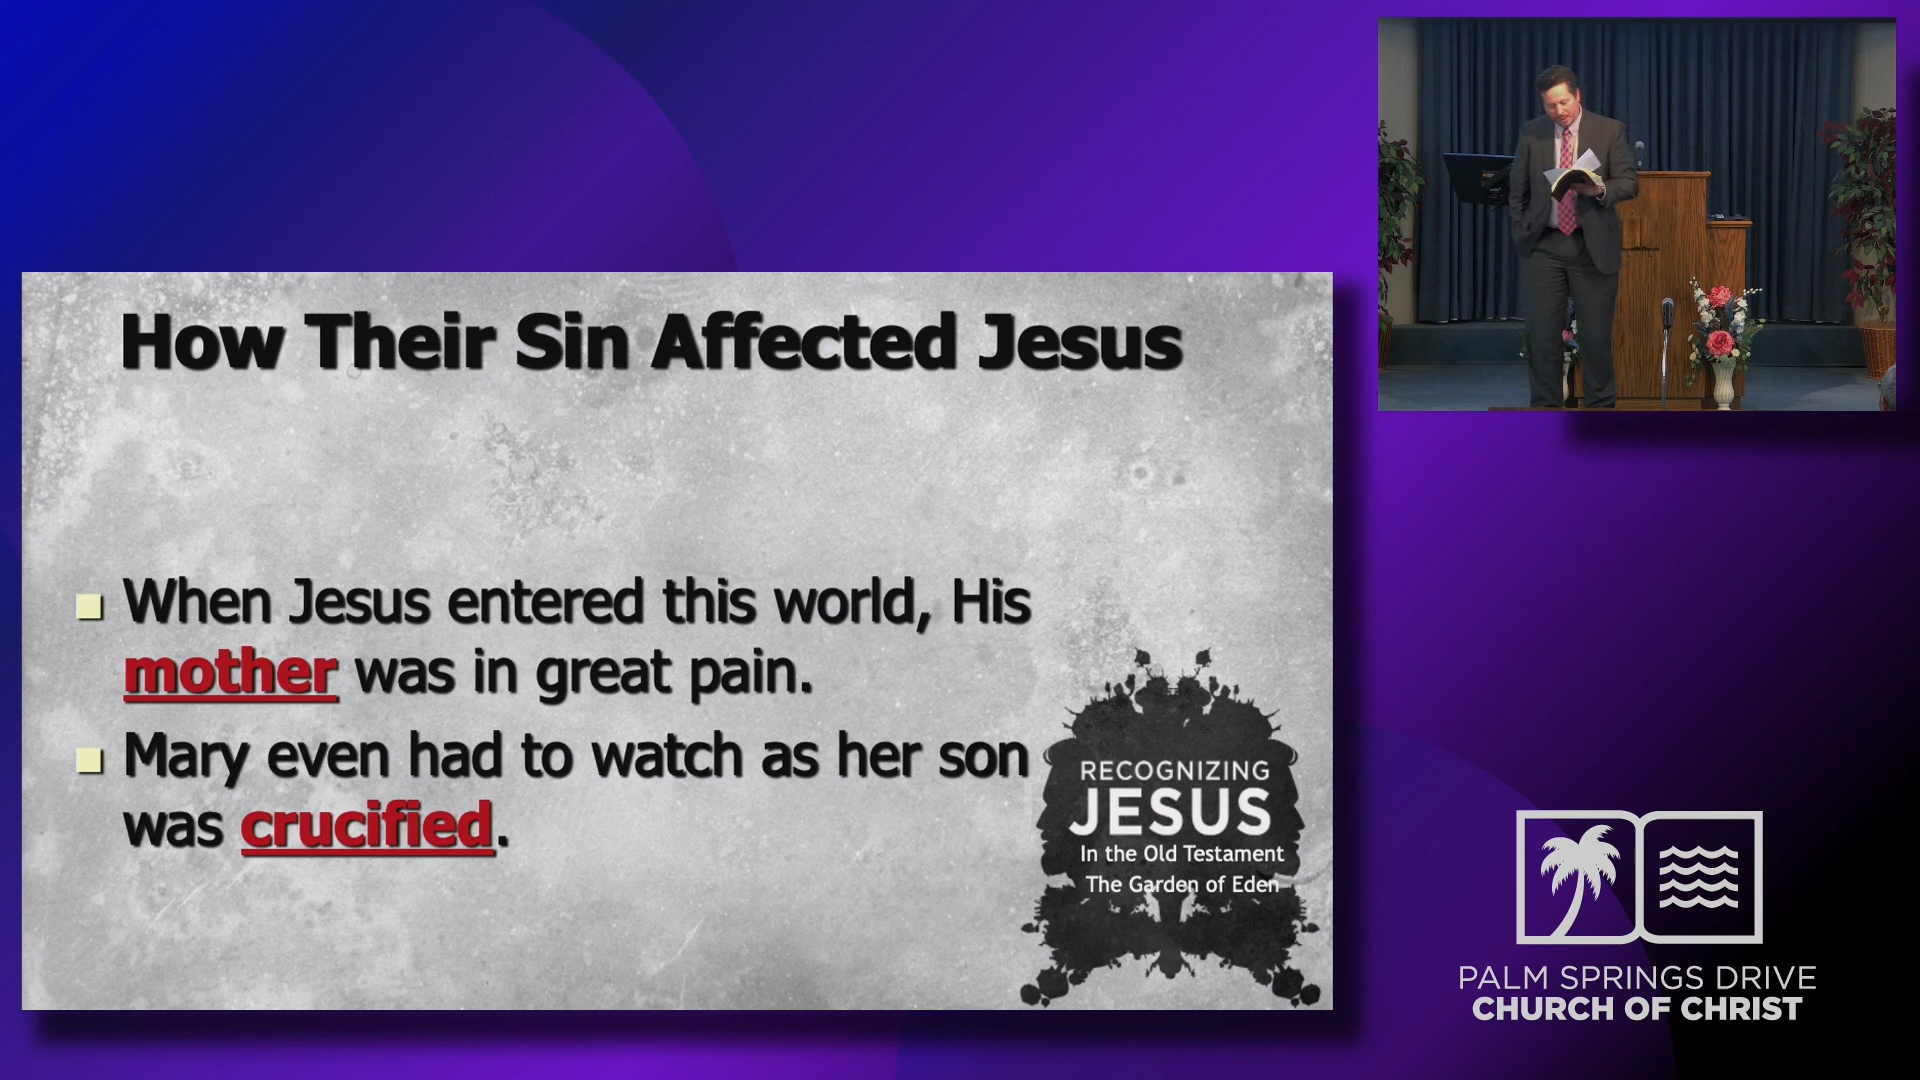 How Their Sin Affected Jesus
When Jesus entered this world, His
mother was in great pain.
Mary even had to watch as her son
was crucified.
RECOGNIZING
JESUS
In the Old Testament
The Garden of Eden
PALM SPRINGS DRIVE
CHURCH OF CHRIST